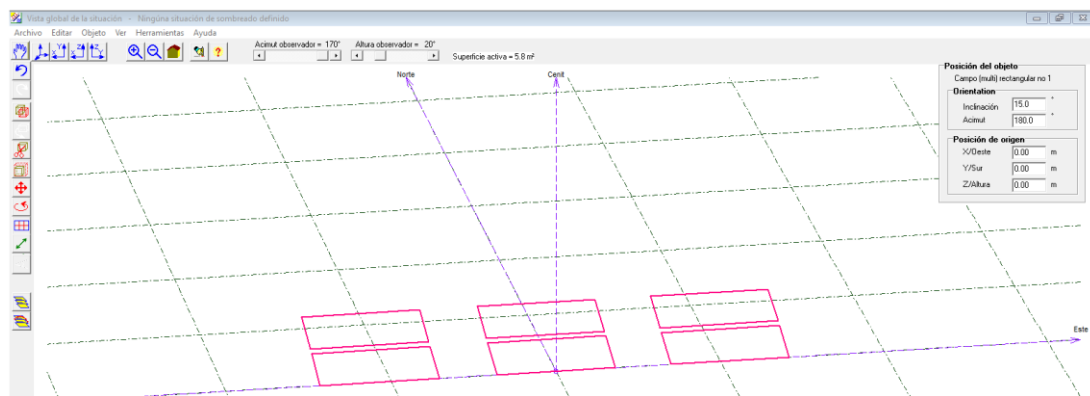 Vista global de la situación - Ningúna situación de sombreado definido
Archivo Editar Objeto Ver Herramientas Ayuda
Acimut observador = 170° Altura observador = 20° Superficie activa = 5.8 m²
Norte
Cenit
Este
Posición del objeto
Campo (multi) rectangular no 1
Orientation
Inclinación 15.0 °
Acimut 180.0 °
Posición de origen
X/Oeste 0.00 m
Y/Sur 0.00 m
Z/Altura 0.00 m